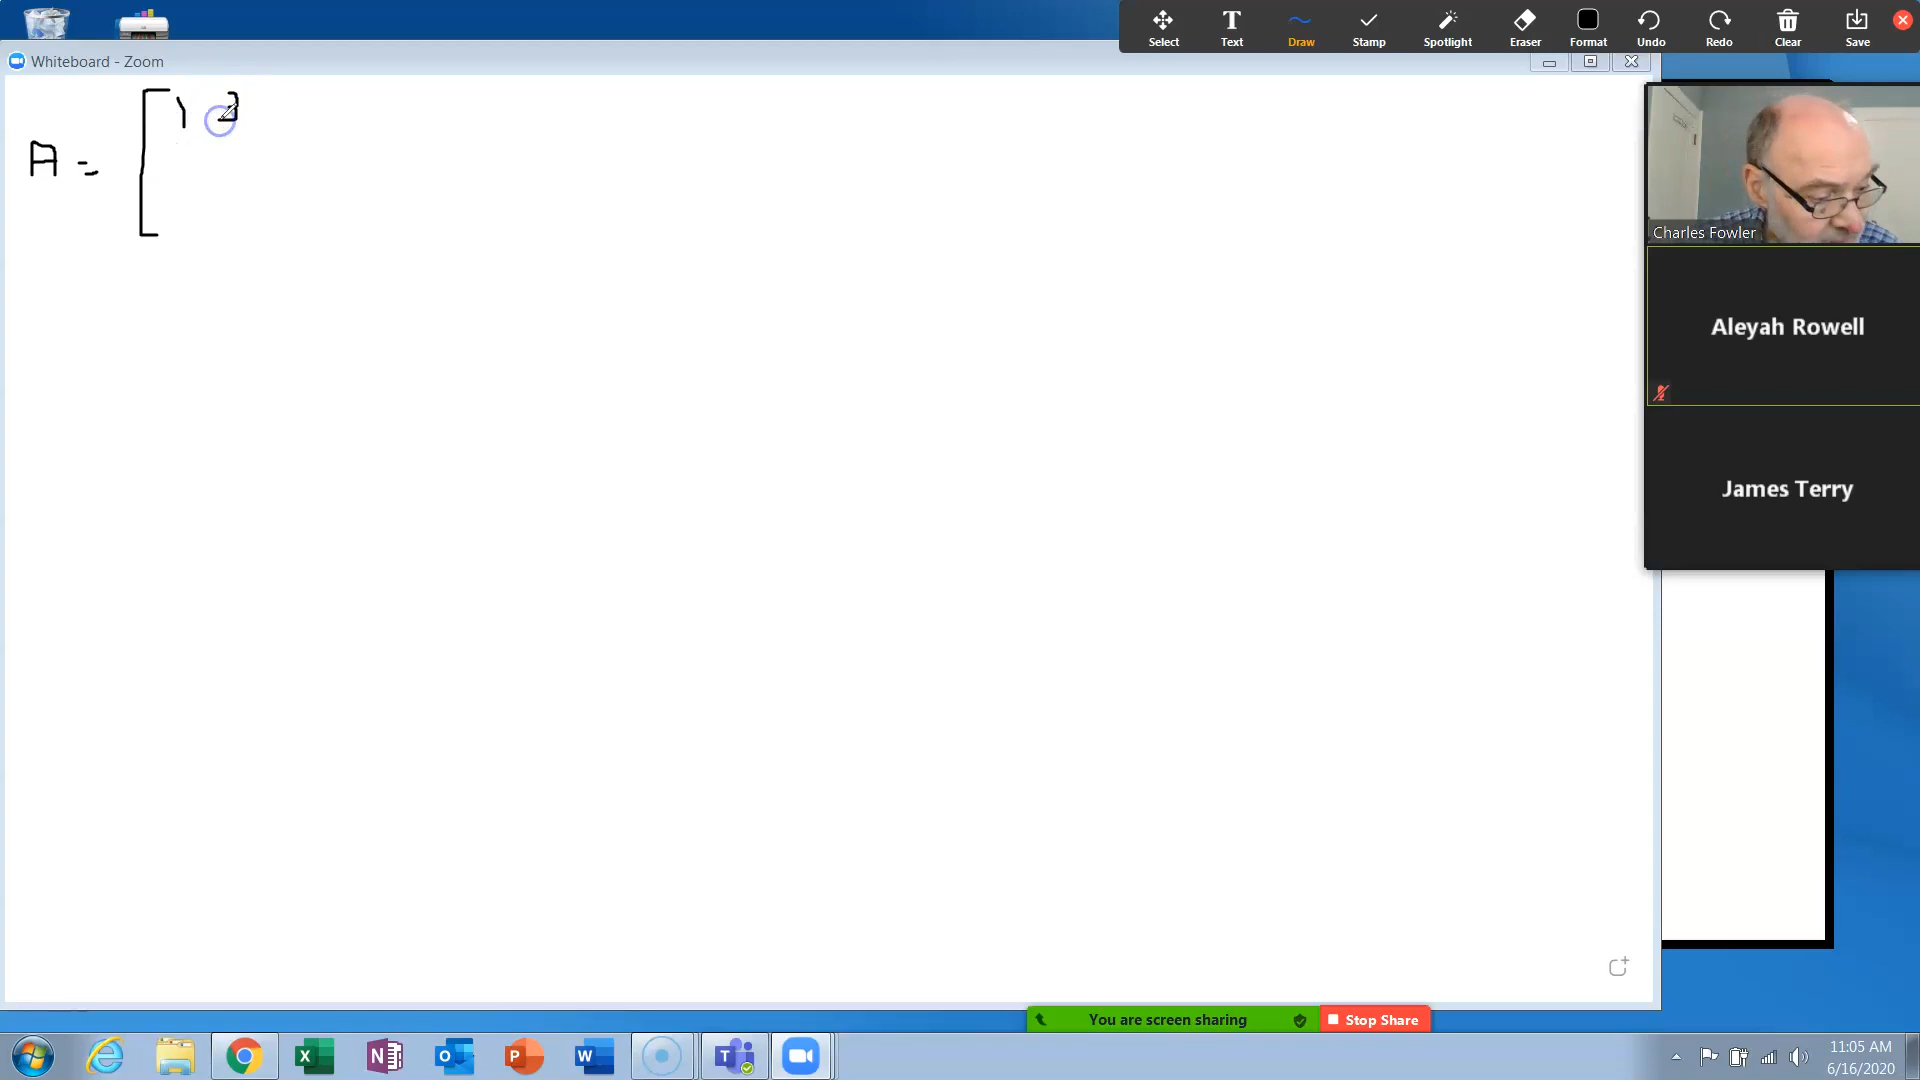 Select Text Draw Stamp Spotlight Eraser Format Undo Redo Clear Save
Whiteboard - Zoom
A = [ 1 2
Charles Fowler
Aleyah Rowell
James Terry
You are screen sharing
Stop Share
11:05 AM
6/16/2020